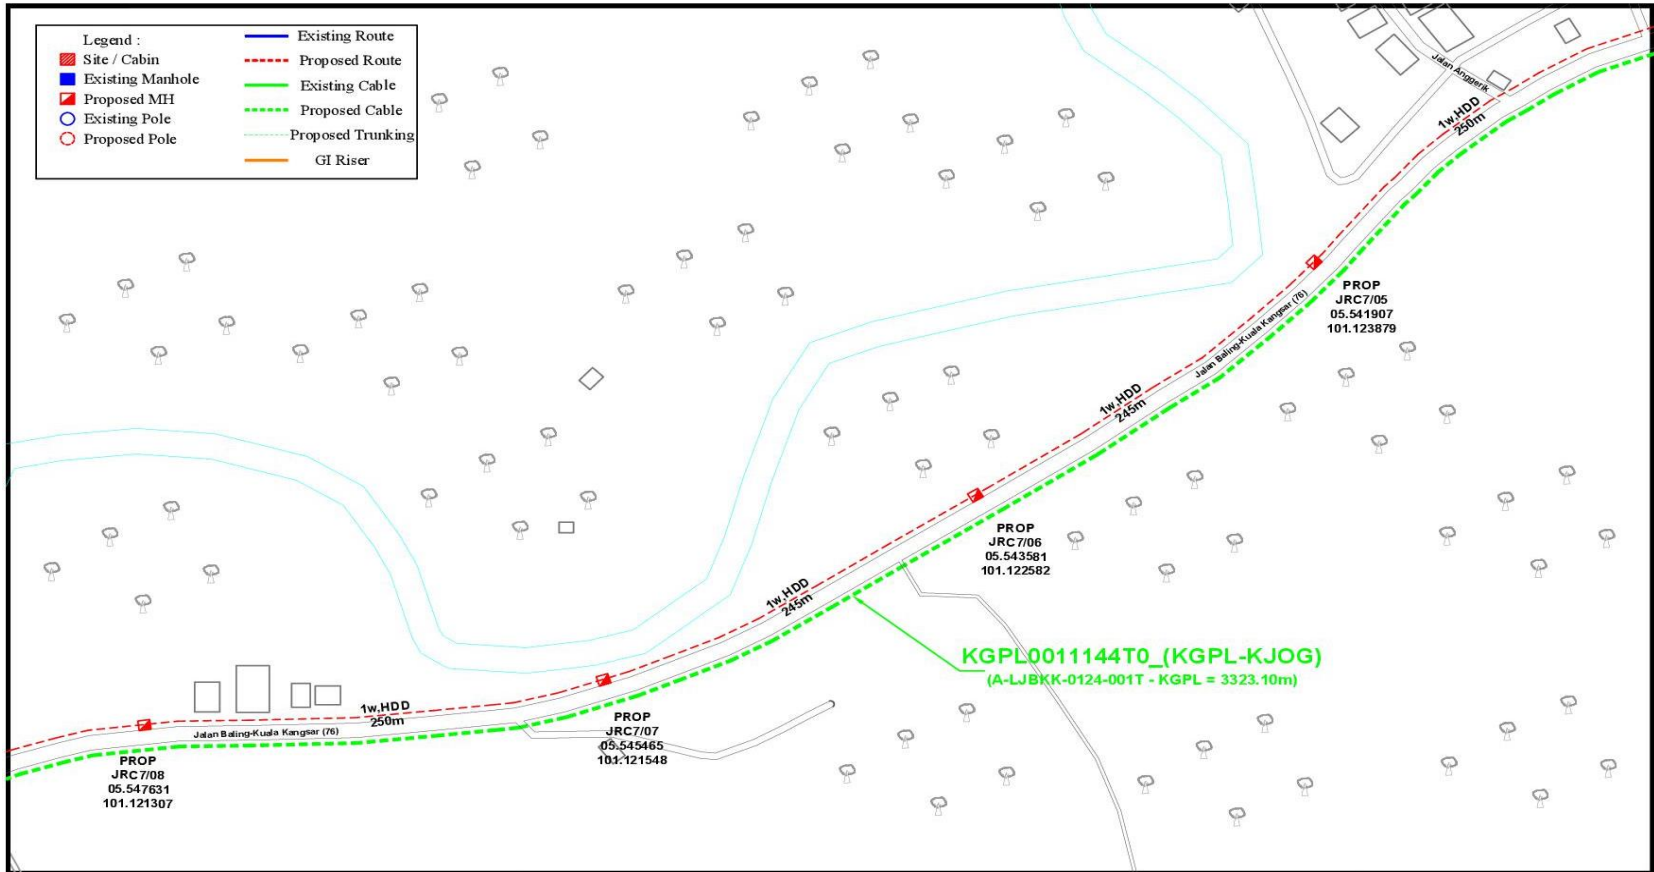 Legend :
Site / Cabin
Existing Manhole
Proposed MH
Existing Pole
Proposed Pole
Existing Route
Proposed Route
Existing Cable
Proposed Cable
Proposed Trunking
GI Riser
Jalan Anggerik
1w,HDD
250m
PROP
JRC7/05
05.541907
101.123879
Jalan Baling-Kuala Kangsar (76)
1w,HDD
245m
PROP
JRC7/06
05.543581
101.122582
1w,HDD
245m
KGPL0011144T0_(KGPL-KJOG)
(A-LJBKK-0124-001T - KGPL = 3323.10m)
PROP
JRC7/07
05.545465
101.121548
1w,HDD
250m
Jalan Baling-Kuala Kangsar (76)
PROP
JRC7/08
05.547631
101.121307